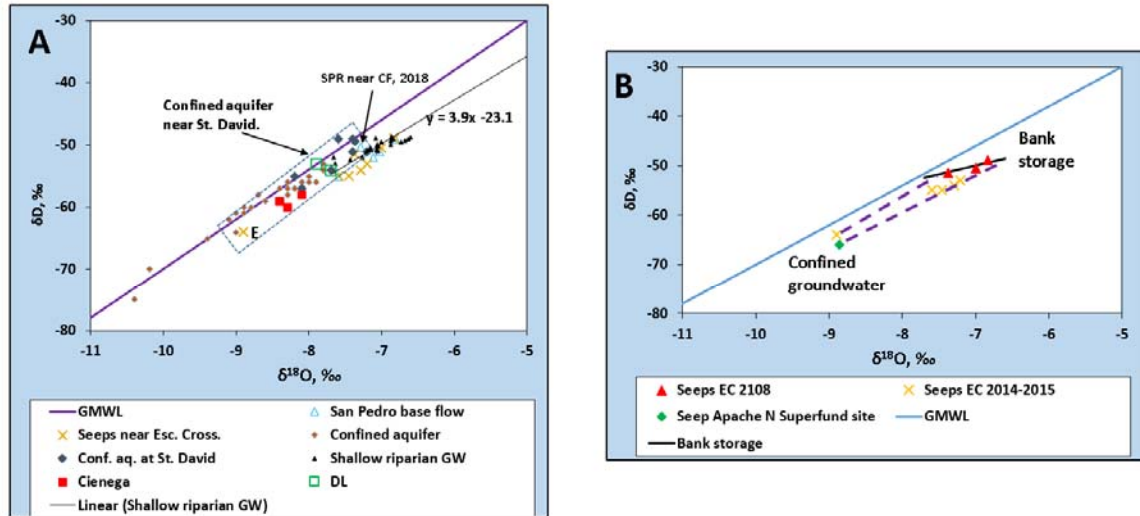 A
-30
-40
-50
-60
-70
-80
δD, ‰
-11
-10
-9
-8
-7
-6
-5
δ18O, ‰
SPR near CF, 2018
Confined aquifer
near St. David.
y = 3.9x -23.1
E
GMWL
San Pedro base flow
Seeps near Esc. Cross.
Confined aquifer
Conf. aq. at St. David
Shallow riparian GW
Cienega
DL
Linear (Shallow riparian GW)
B
-30
-40
-50
-60
-70
-80
δD, ‰
-11
-10
-9
-8
-7
-6
-5
δ18O, ‰
Bank
storage
Confined
groundwater
Seeps EC 2108
Seeps EC 2014-2015
Seep Apache N Superfund site
GMWL
Bank storage